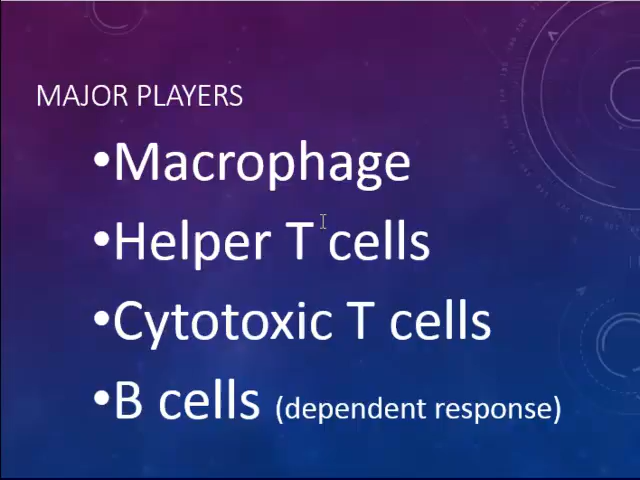 MAJOR PLAYERS
•Macrophage
•Helper T cells
•Cytotoxic T cells
•B cells (dependent response)